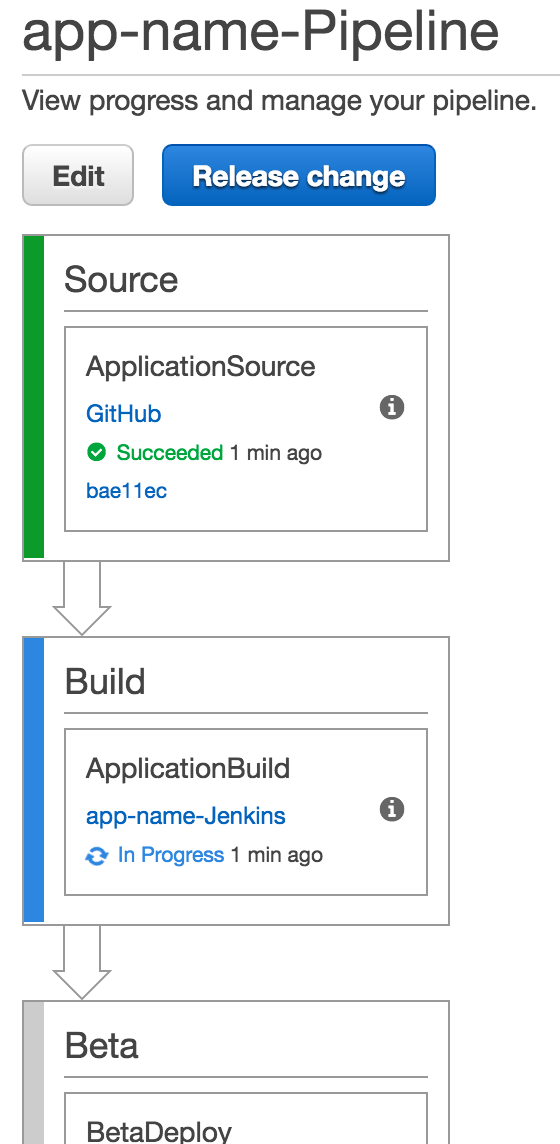 app-name-Pipeline
View progress and manage your pipeline.
Edit
Release change
Source
ApplicationSource
GitHub
Succeeded 1 min ago
bae11ec
Build
ApplicationBuild
app-name-Jenkins
In Progress 1 min ago
Beta
BetaDeploy